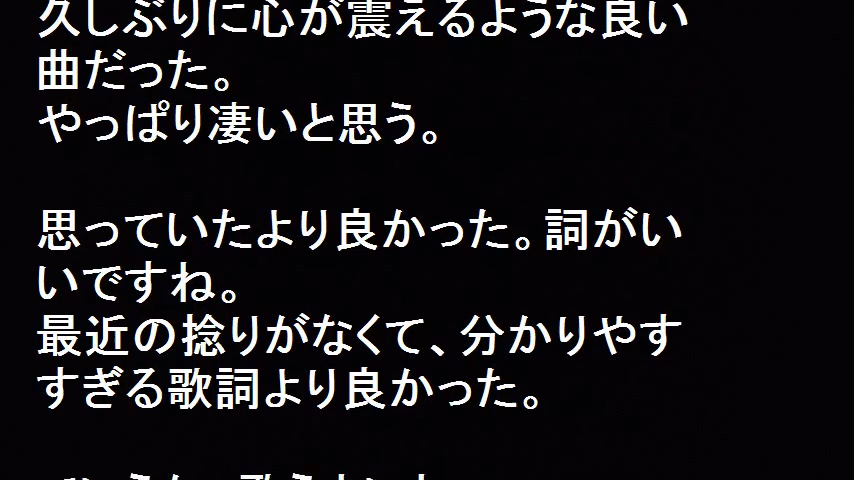 久しぶりに心が震えるような良い
曲だった。
やっぱり凄いと思う。
思っていたより良かった。詞がい
いですね。
最近の捻りがなくて、分かりやす
すぎる歌詞より良かった。